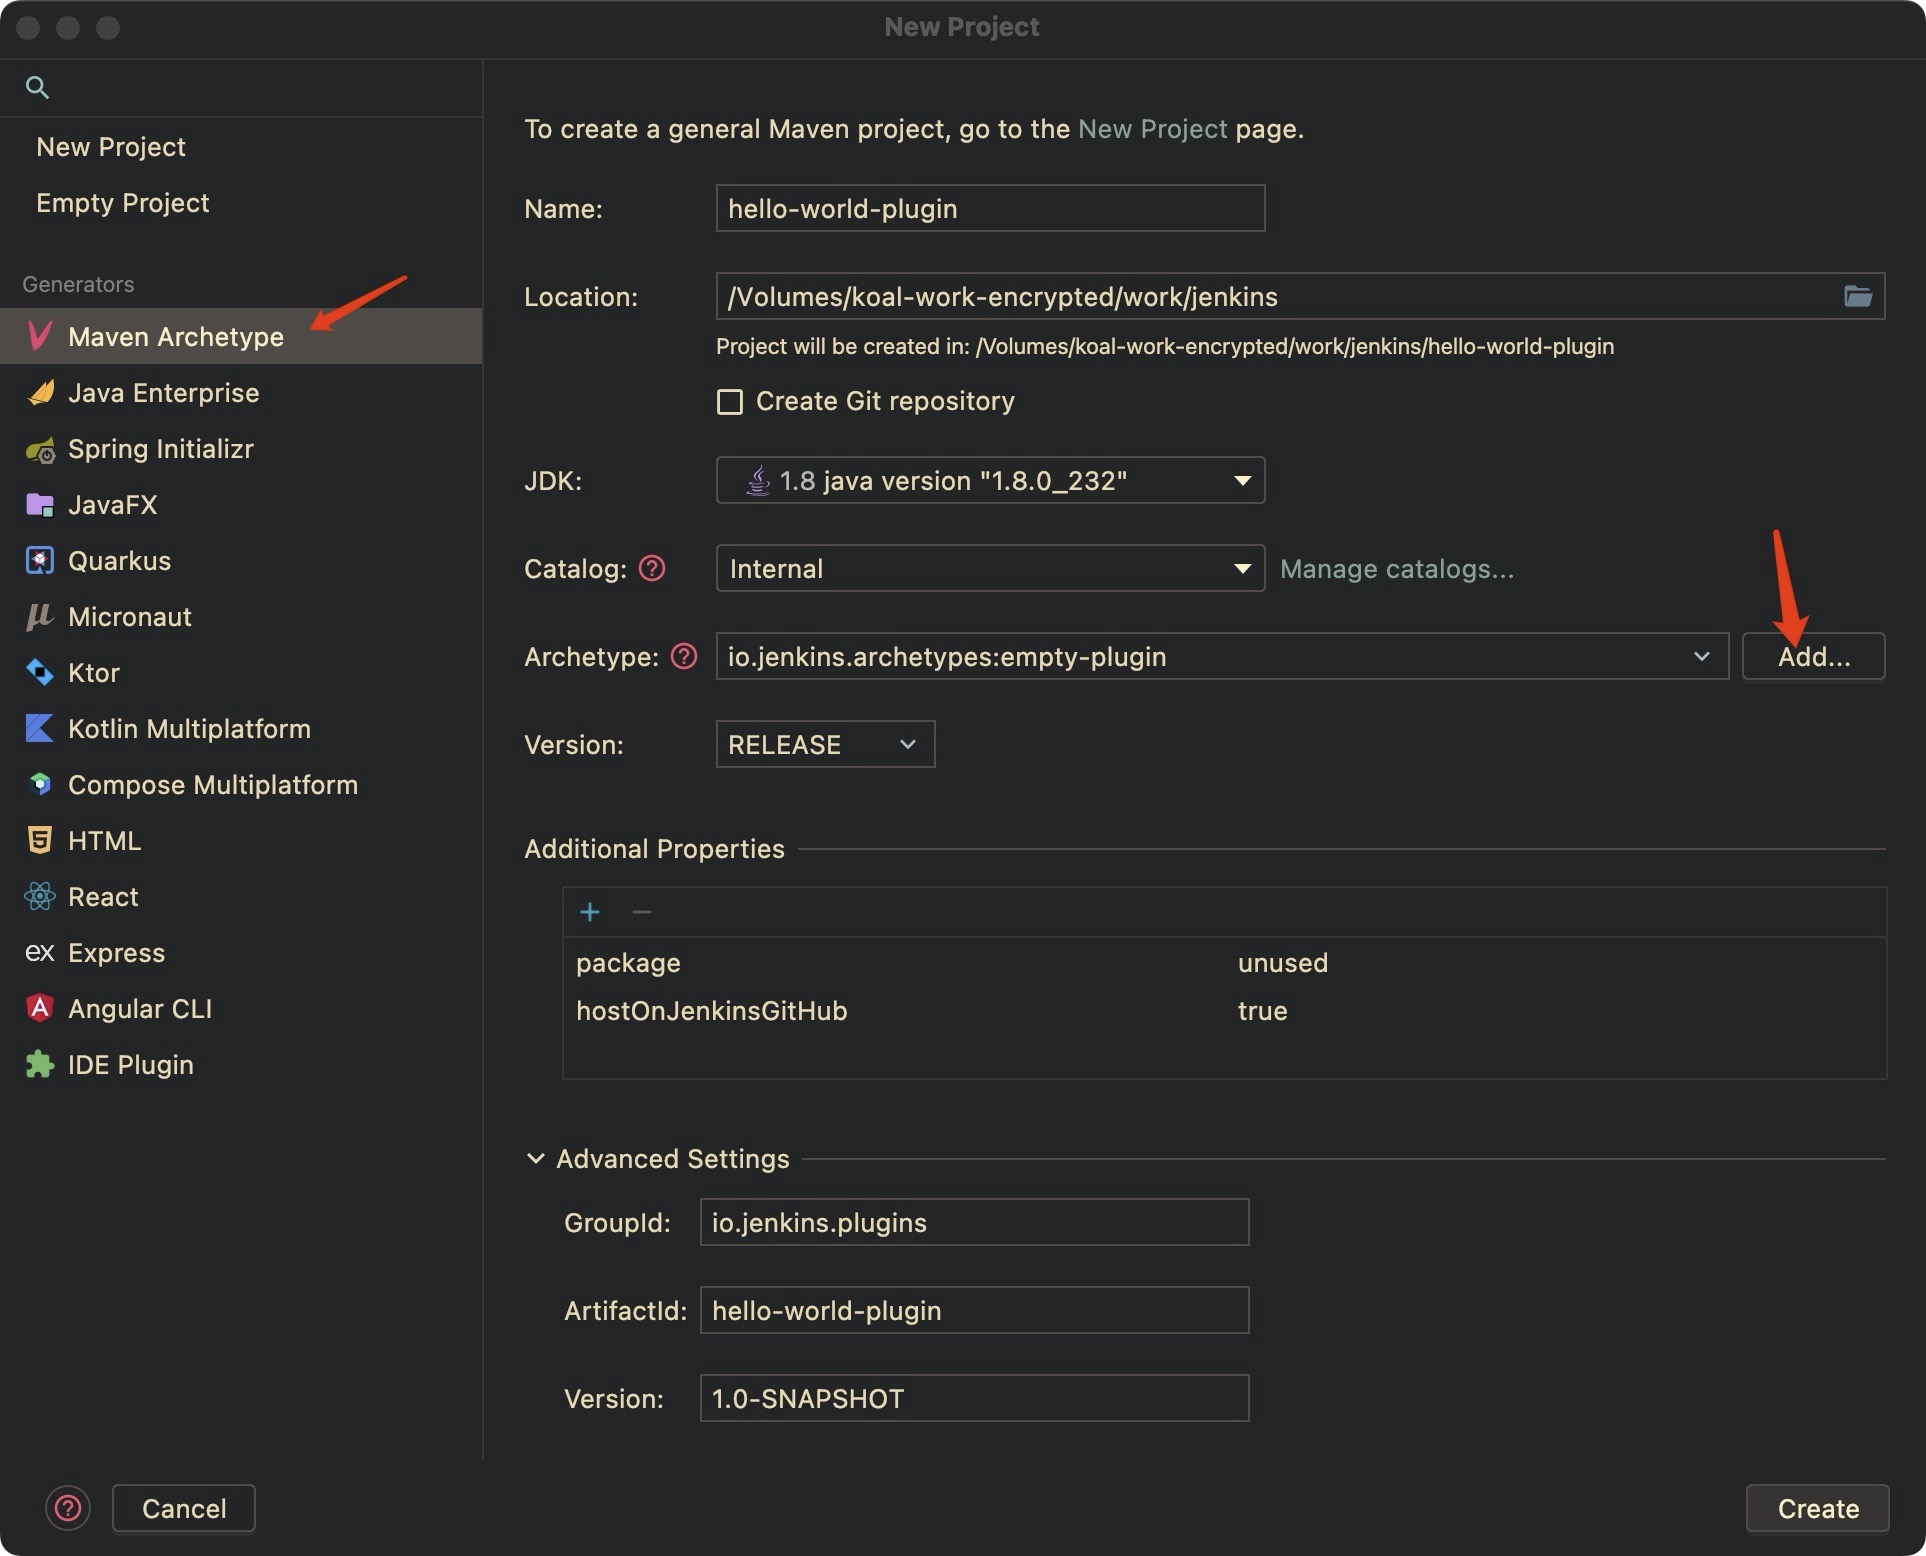 New Project
New Project
Empty Project
Generators
Maven Archetype
Java Enterprise
Spring Initializr
JavaFX
Quarkus
Micronaut
Ktor
Kotlin Multiplatform
Compose Multiplatform
HTML
React
ex Express
Angular CLI
IDE Plugin
To create a general Maven project, go to the New Project page.
Name: hello-world-plugin
Location: /Volumes/koal-work-encrypted/work/jenkins
Project will be created in: /Volumes/koal-work-encrypted/work/jenkins/hello-world-plugin
Create Git repository
JDK: 1.8 java version "1.8.0_232"
Catalog: ? Internal Manage catalogs...
Archetype: ? io.jenkins.archetypes:empty-plugin Add...
Version: RELEASE
Additional Properties
package unused
hostOnJenkinsGitHub true
Advanced Settings
GroupId: io.jenkins.plugins
ArtifactId: hello-world-plugin
Version: 1.0-SNAPSHOT
? Cancel Create